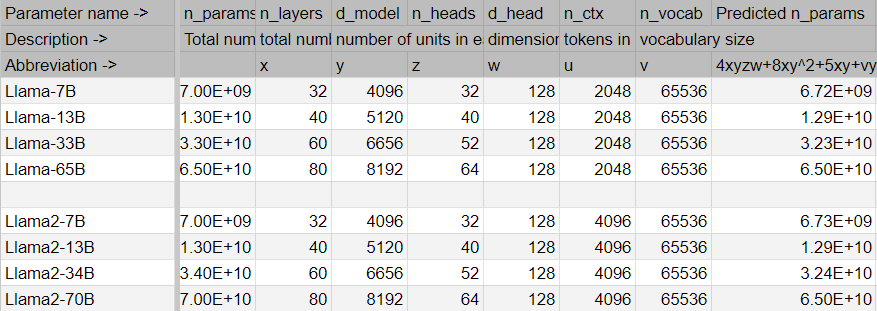 Parameter name -> n_params n_layers d_model n_heads d_head n_ctx n_vocab Predicted n_params
Description -> Total num total numl number of units in ea dimension tokens in vocabulary size
Abbreviation -> x y z w u v 4xyzw+8xy^2+5xy+vy
Llama-7B 7.00E+09 32 4096 32 128 2048 65536 6.72E+09
Llama-13B 1.30E+10 40 5120 40 128 2048 65536 1.29E+10
Llama-33B 3.30E+10 60 6656 52 128 2048 65536 3.23E+10
Llama-65B 6.50E+10 80 8192 64 128 2048 65536 6.50E+10
Llama2-7B 7.00E+09 32 4096 32 128 4096 65536 6.73E+09
Llama2-13B 1.30E+10 40 5120 40 128 4096 65536 1.29E+10
Llama2-34B 3.40E+10 60 6656 52 128 4096 65536 3.24E+10
Llama2-70B 7.00E+10 80 8192 64 128 4096 65536 6.50E+10